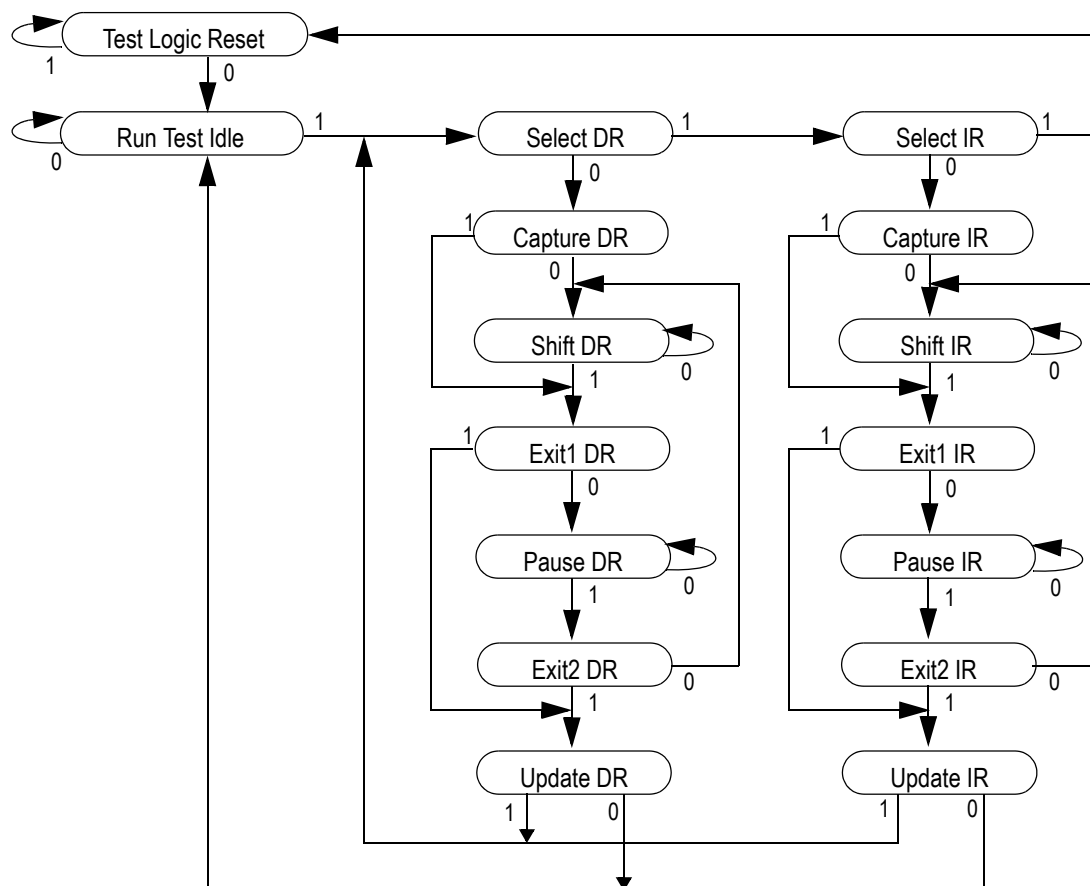 Test Logic Reset
1
0
Run Test Idle
0
1
Select DR
1
0
Select IR
1
0
1
Capture DR
0
1
Capture IR
0
Shift DR
0
1
Shift IR
0
1
1
Exit1 DR
0
1
Exit1 IR
0
Pause DR
0
1
Pause IR
0
1
Exit2 DR
0
1
Exit2 IR
0
1
Update DR
1
0
Update IR
1
0